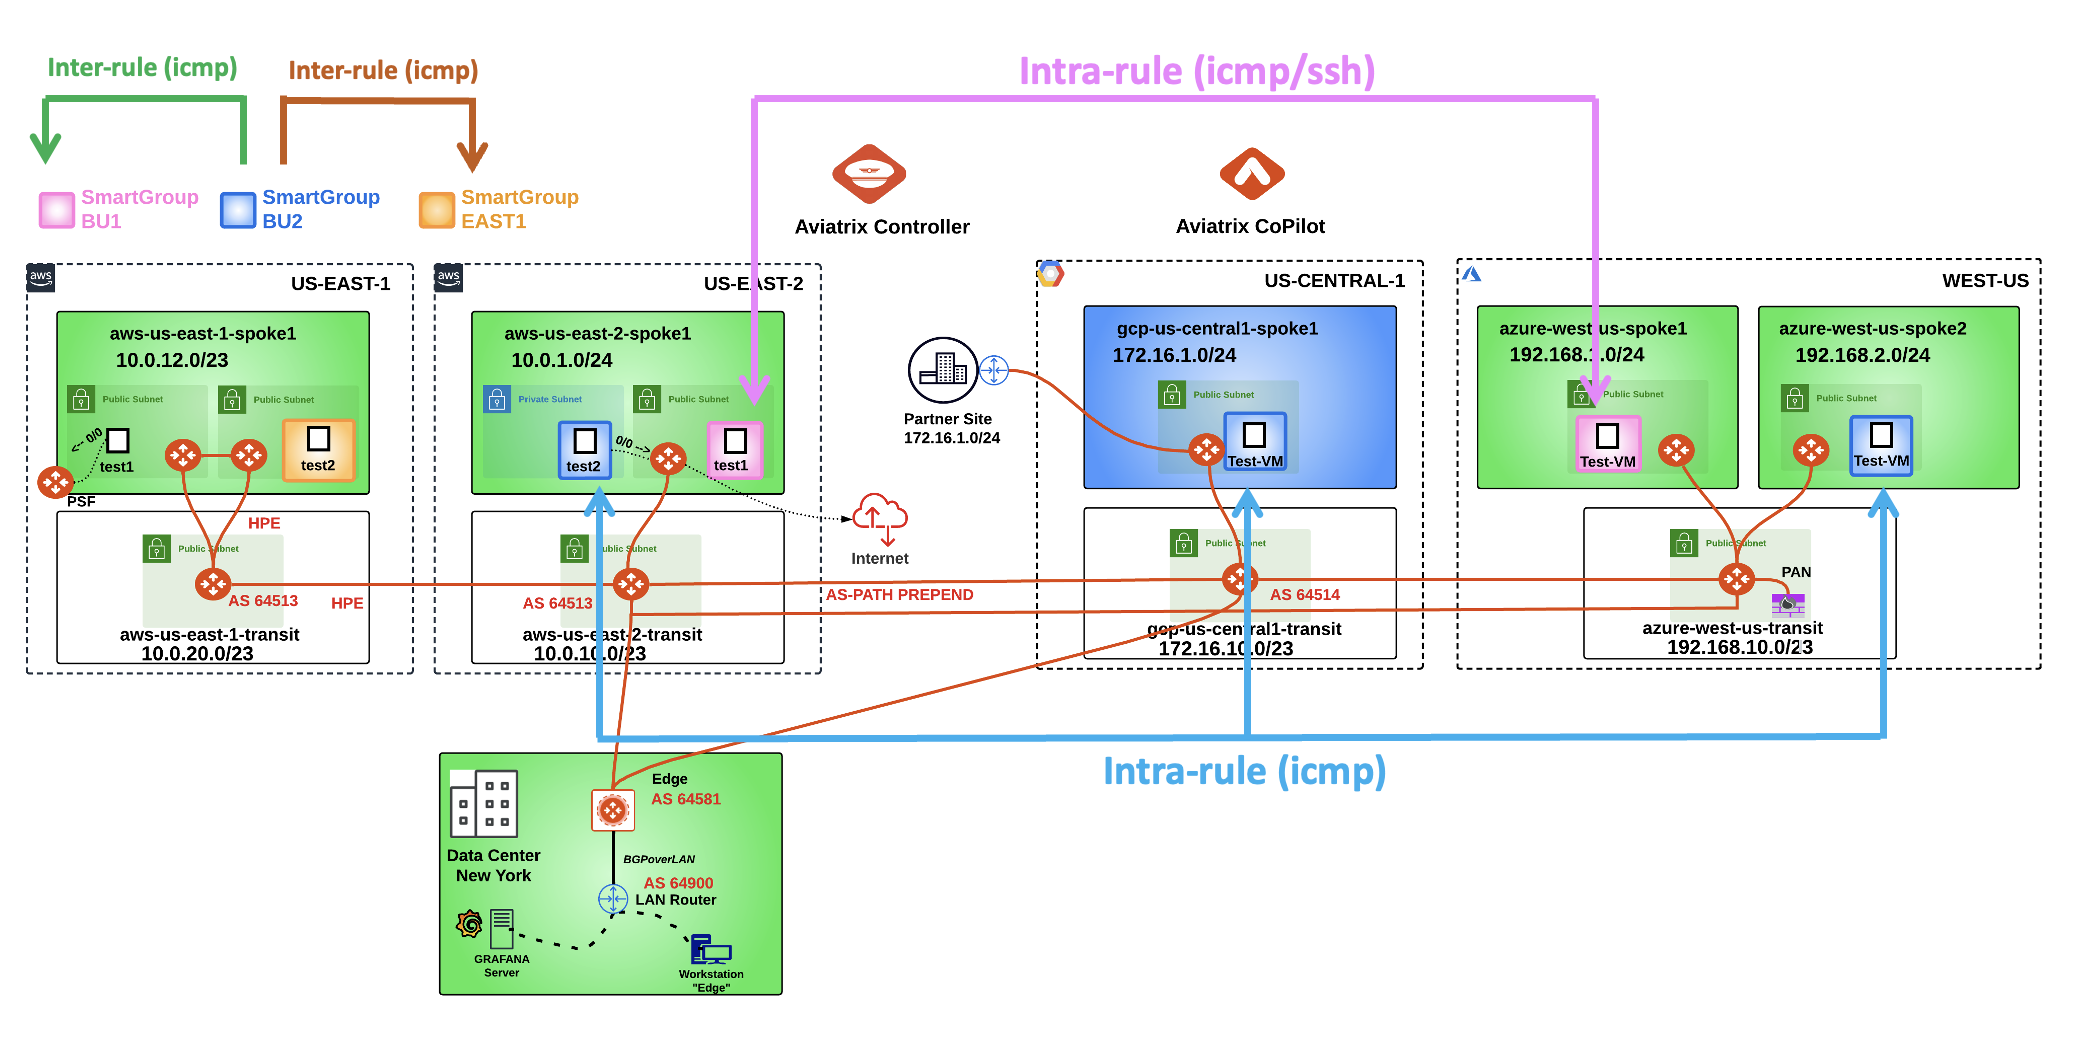 Inter-rule (icmp)
Inter-rule (icmp)
Intra-rule (icmp/ssh)
SmartGroup
BU1
SmartGroup
BU2
SmartGroup
EAST1
Aviatrix Controller
Aviatrix CoPilot
aws
US-EAST-1
aws-us-east-1-spoke1
10.0.12.0/23
Public Subnet
Public Subnet
0/0
test1
test2
PSF
HPE
Public Subnet
AS 64513
HPE
aws-us-east-1-transit
10.0.20.0/23
aws
US-EAST-2
aws-us-east-2-spoke1
10.0.1.0/24
Private Subnet
Public Subnet
test2
0/0
test1
Internet
Public Subnet
AS 64513
aws-us-east-2-transit
10.0.10.0/23
AS-PATH PREPEND
Partner Site
172.16.1.0/24
US-CENTRAL-1
gcp-us-central1-spoke1
172.16.1.0/24
Public Subnet
Test-VM
Public Subnet
AS 64514
gcp-us-central1-transit
172.16.10.0/23
WEST-US
azure-west-us-spoke1
192.168.1.0/24
Public Subnet
Test-VM
azure-west-us-spoke2
192.168.2.0/24
Public Subnet
Test-VM
Public Subnet
PAN
azure-west-us-transit
192.168.10.0/23
Intra-rule (icmp)
Edge
AS 64581
Data Center
New York
BGPoverLAN
AS 64900
LAN Router
GRAFANA
Server
Workstation
"Edge"